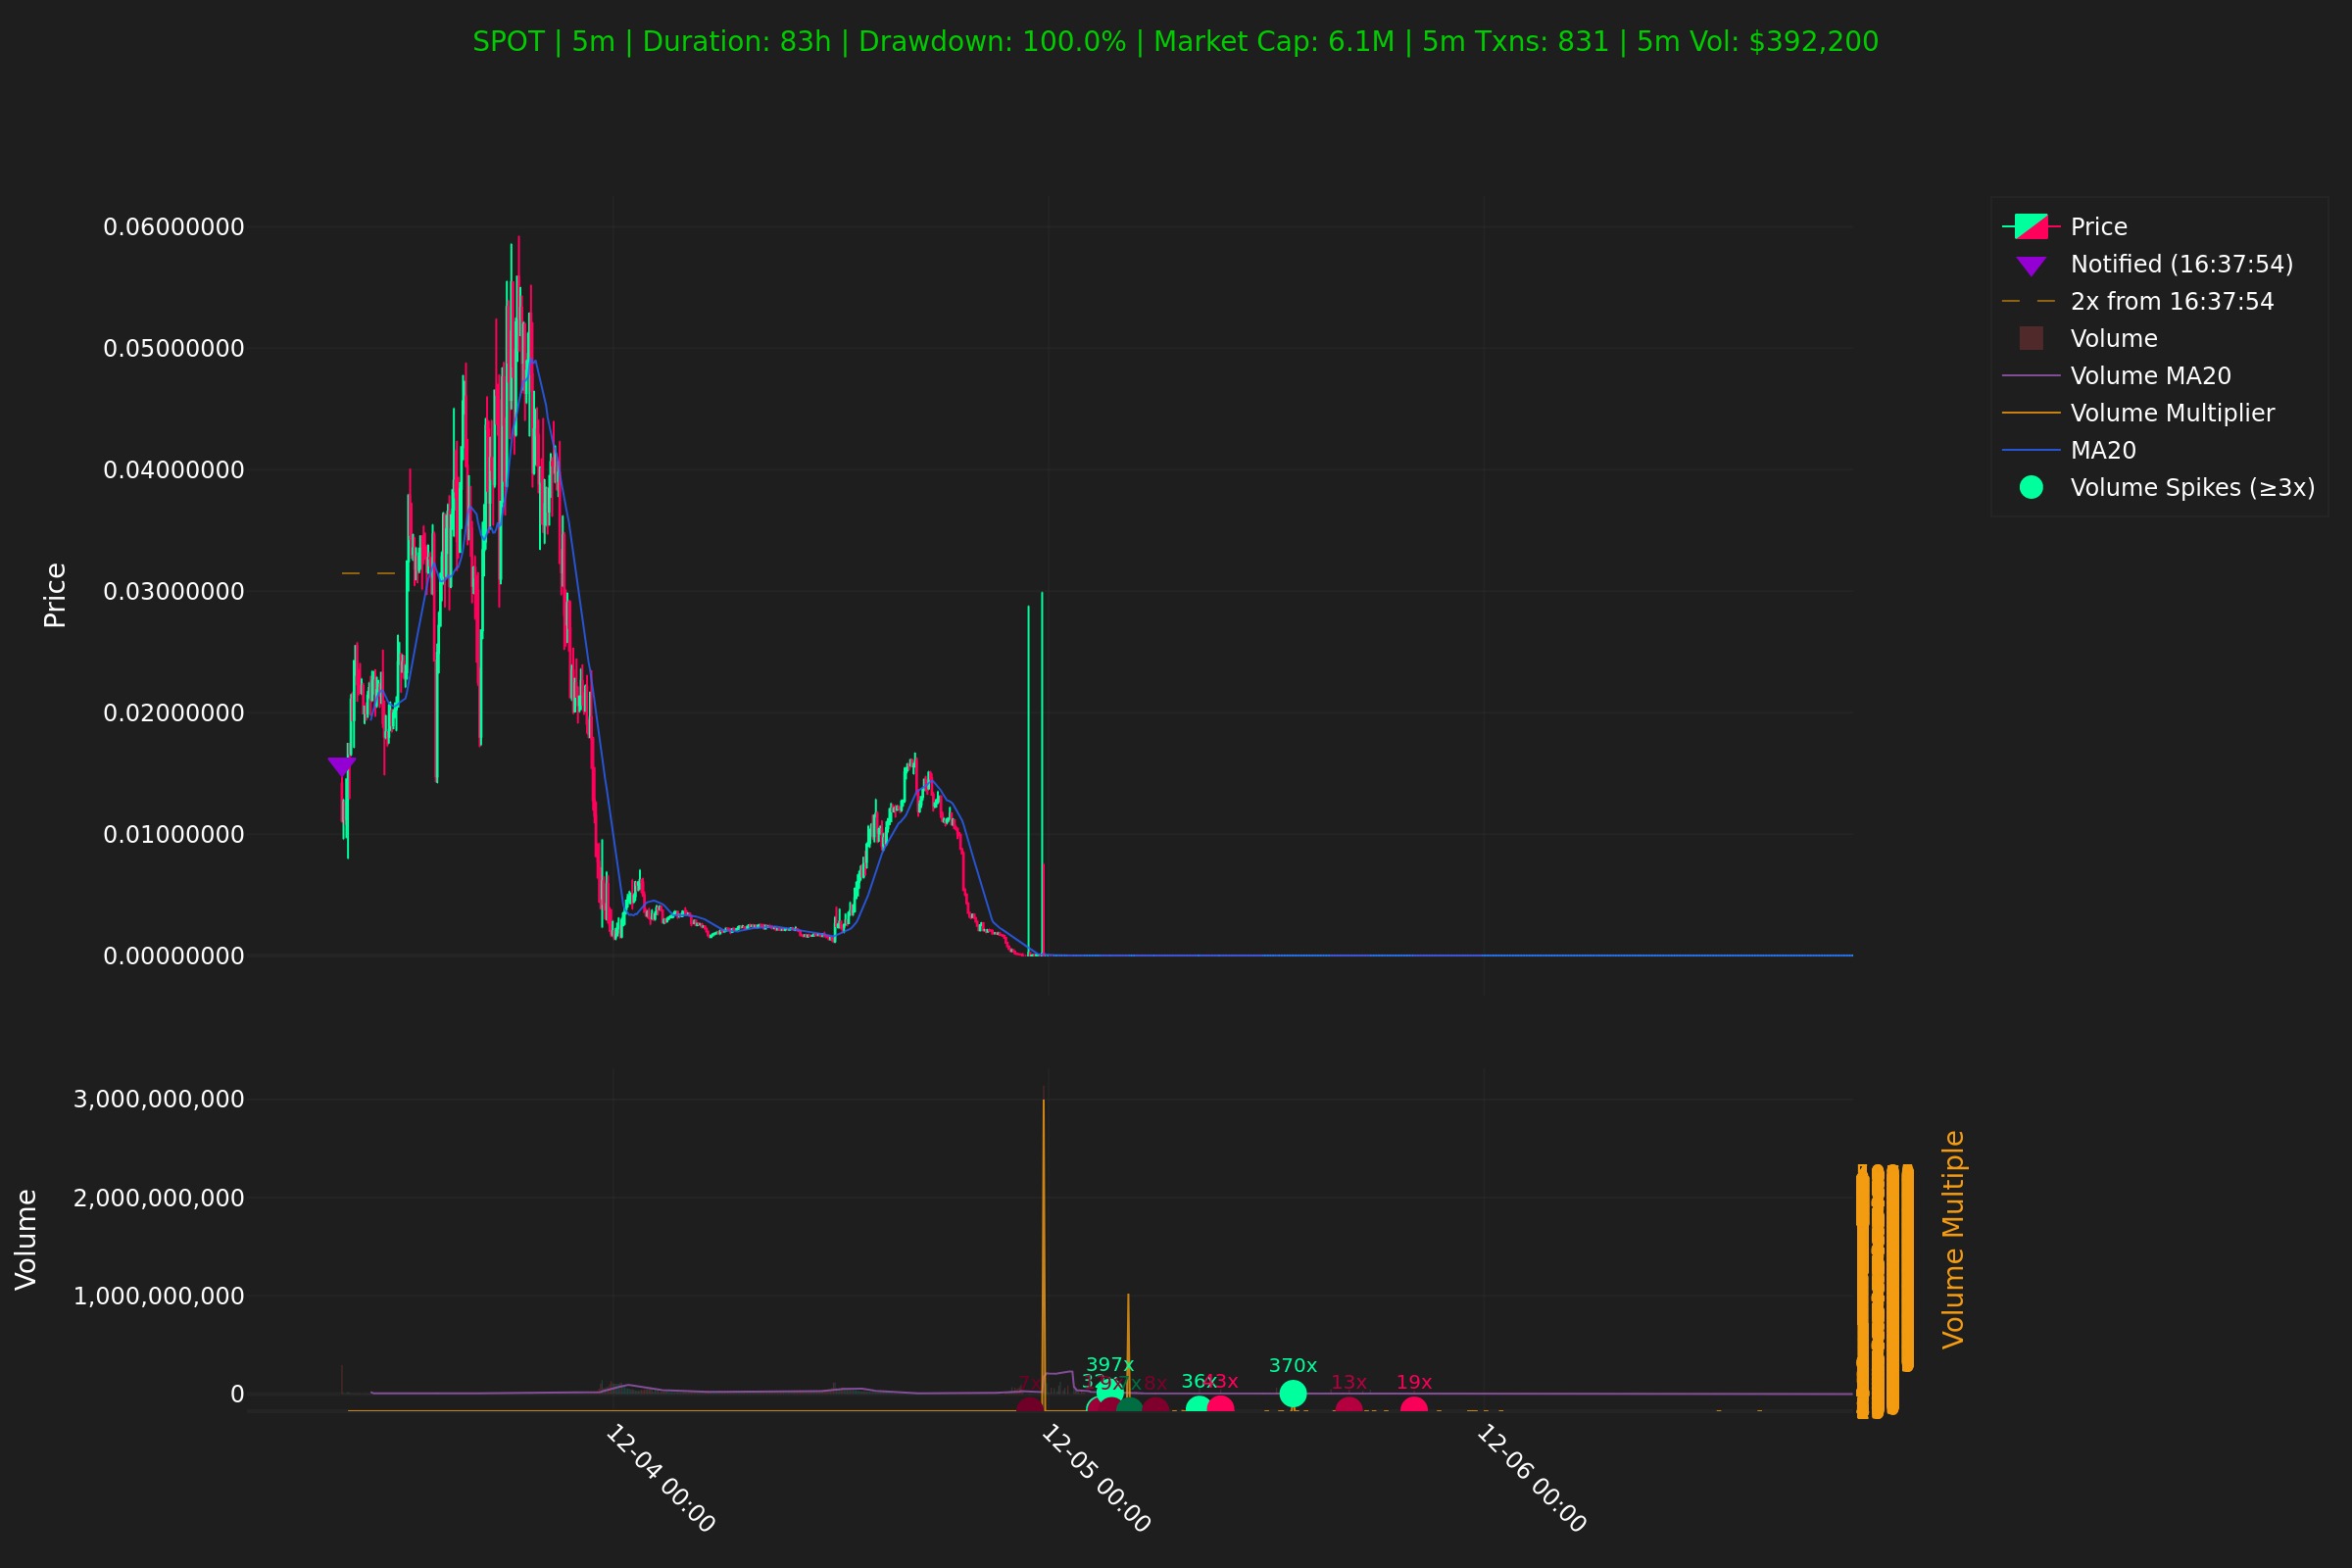 SPOT | 5m | Duration: 83h | Drawdown: 100.0% | Market Cap: 6.1M | 5m Txns: 831 | 5m Vol: $392,200
Price
0.06000000
0.05000000
0.04000000
0.03000000
0.02000000
0.01000000
0.00000000
Price
Notified (16:37:54)
2x from 16:37:54
Volume
Volume MA20
Volume Multiplier
MA20
Volume Spikes (≥3x)
Volume
3,000,000,000
2,000,000,000
1,000,000,000
0
397x
370x
7x
8x
36x
43x
13x
19x
Volume Multiple
12-04 00:00
12-05 00:00
12-06 00:00